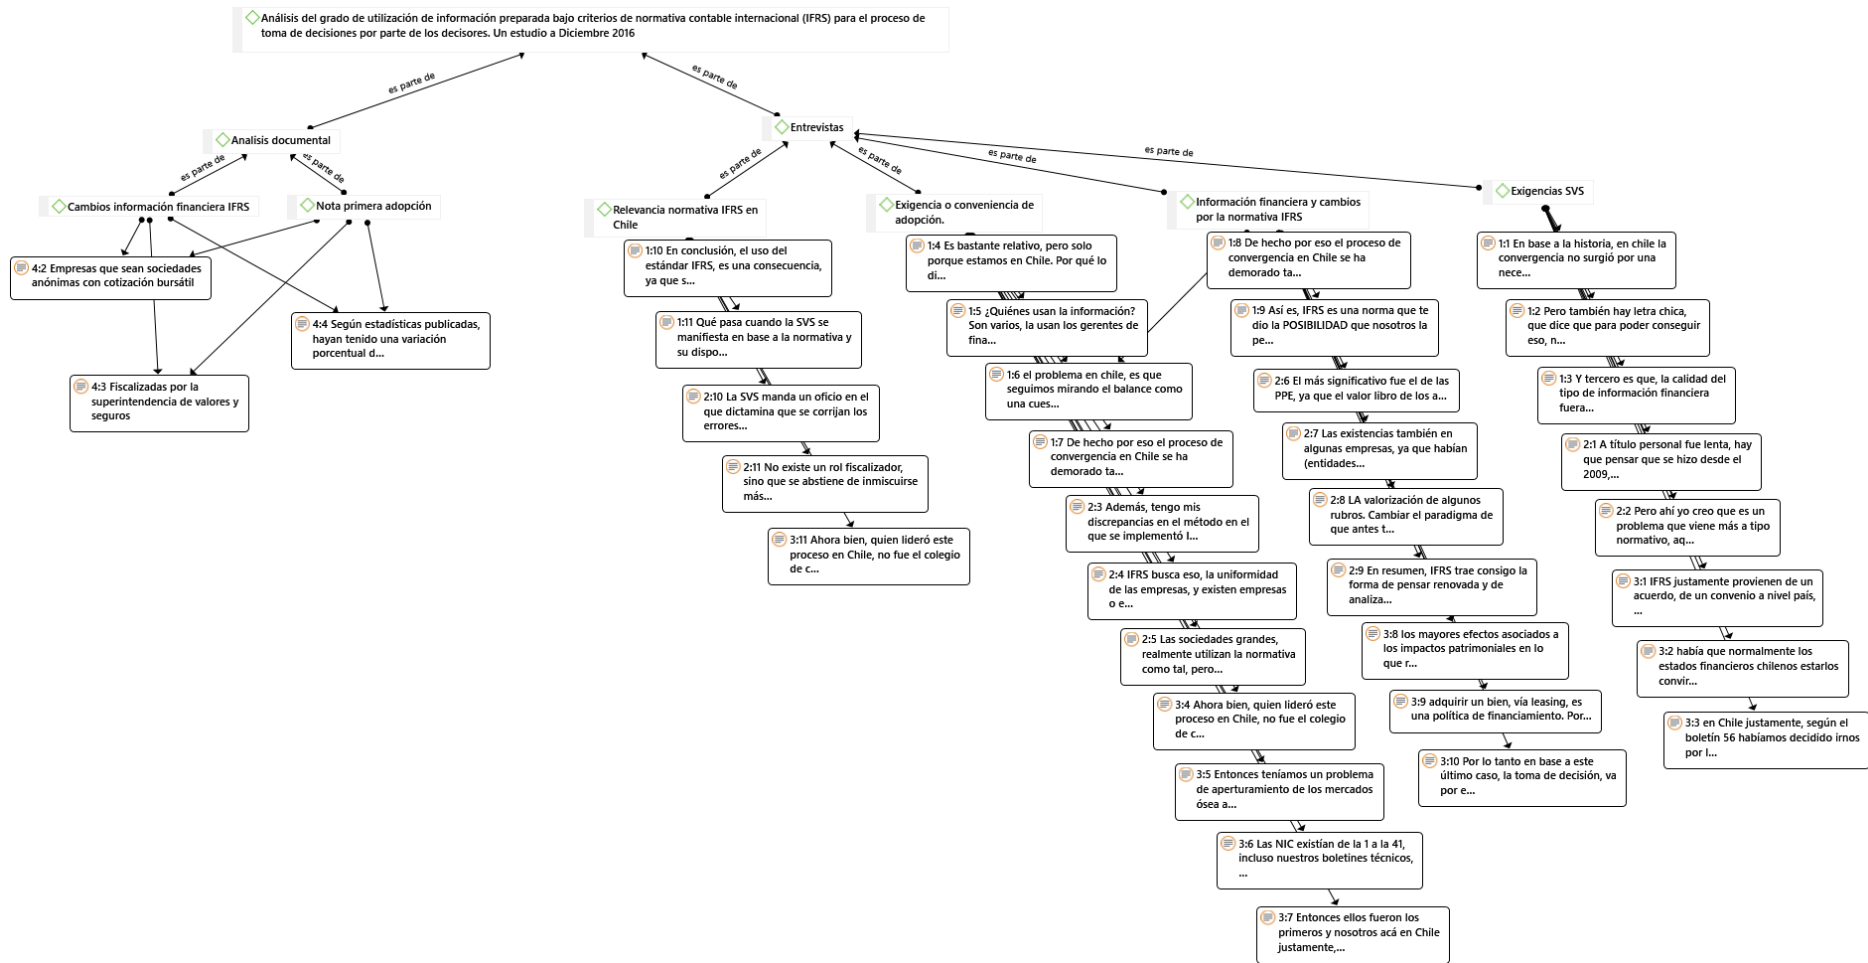 Análisis del grado de utilización de información preparada bajo criterios de normativa contable internacional (IFRS) para el proceso de
toma de decisiones por parte de los decisores. Un estudio a Diciembre 2016
es parte de
es parte de
Analisis documental
Entrevistas
es parte de
es parte de
es parte de
es parte de
es parte de
es parte de
Cambios información financiera IFRS
Nota primera adopción
Relevancia normativa IFRS en
Chile
Exigencia o conveniencia de
adopción.
Información financiera y cambios
por la normativa IFRS
Exigencias SVS
4:2 Empresas que sean sociedades
anónimas con cotización bursátil
4:4 Según estadísticas publicadas,
hayan tenido una variación
porcentual d...
4:3 Fiscalizadas por la
superintendencia de valores y
seguros
1:10 En conclusión, el uso del
estándar IFRS, es una consecuencia,
ya que s...
1:11 Qué pasa cuando la SVS se
manifiesta en base a la normativa y
su dispo...
2:10 La SVS manda un oficio en el
que dictamina que se corrijan los
errores...
2:11 No existe un rol fiscalizador,
sino que se abstiene de inmiscuirse
más...
3:11 Ahora bien, quien lideró este
proceso en Chile, no fue el colegio
de c...
1:4 Es bastante relativo, pero solo
porque estamos en Chile. Por qué lo
di...
1:5 ¿Quiénes usan la información?
Son varios, la usan los gerentes de
fina...
1:6 el problema en chile, es que
seguimos mirando el balance como
una cues...
1:7 De hecho por eso el proceso de
convergencia en Chile se ha
demorado ta...
2:3 Además, tengo mis
discrepancias en el método en el
que se implementó l...
2:4 IFRS busca eso, la uniformidad
de las empresas, y existen empresas
o e...
2:5 Las sociedades grandes,
realmente utilizan la normativa
como tal, pero...
3:4 Ahora bien, quien lideró este
proceso en Chile, no fue el colegio
de c...
3:5 Entonces teníamos un problema
de aperturamiento de los mercados
ósea a...
3:6 Las NIC existían de la 1 a la 41,
incluso nuestros boletines técnicos,
...
3:7 Entonces ellos fueron los
primeros y nosotros acá en Chile
justamente,...
1:8 De hecho por eso el proceso de
convergencia en Chile se ha
demorado ta...
1:9 Así es, IFRS es una norma que te
dio la POSIBILIDAD que nosotros la
pe...
2:6 El más significativo fue el de las
PPE, ya que el valor libro de los a...
2:7 Las existencias también en
algunas empresas, ya que habían
(entidades...
2:8 LA valorización de algunos
rubros. Cambiar el paradigma de
que antes t...
2:9 En resumen, IFRS trae consigo la
forma de pensar renovada y de
analiza...
3:8 los mayores efectos asociados a
los impactos patrimoniales en lo
que r...
3:9 adquirir un bien, vía leasing, es
una política de financiamiento. Por...
3:10 Por lo tanto en base a este
último caso, la toma de decisión, va
por e...
1:1 En base a la historia, en chile la
convergencia no surgió por una
nece...
1:2 Pero también hay letra chica,
que dice que para poder conseguir
eso, n...
1:3 Y tercero es que, la calidad del
tipo de información financiera
fuera...
2:1 A título personal fue lenta, hay
que pensar que se hizo desde el
2009,...
2:2 Pero ahí yo creo que es un
problema que viene más a tipo
normativo, aq...
3:1 IFRS justamente provienen de un
acuerdo, de un convenio a nivel país,
...
3:2 había que normalmente los
estados financieros chilenos estarlos
convir...
3:3 en Chile justamente, según el
boletín 56 habíamos decidido irnos
por l...